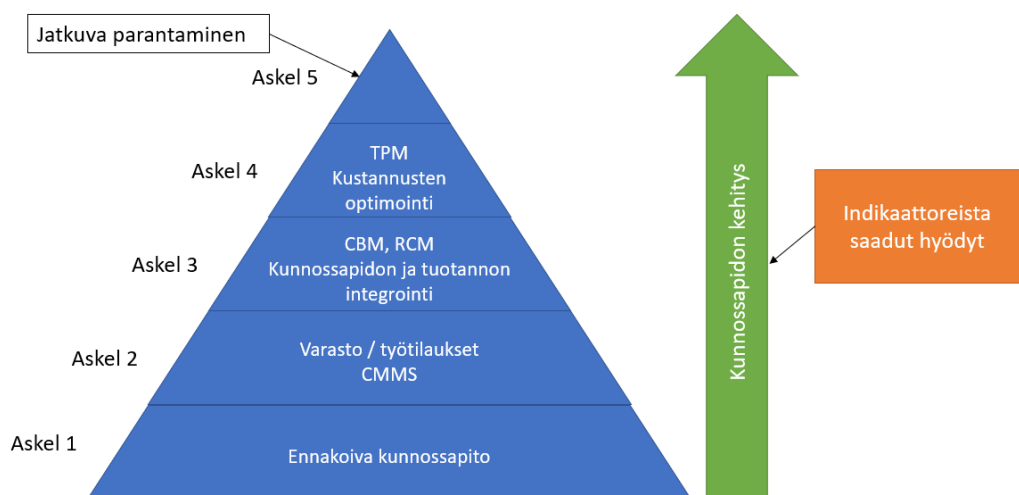 Jatkuva parantaminen
Askel 5
Askel 4
TPM
Kustannusten
optimointi
Askel 3
CBM, RCM
Kunnossapidon ja tuotannon
integrointi
Askel 2
Varasto / työtilaukset
CMMS
Askel 1
Ennakoiva kunnossapito
Kunnossapidon kehitys
Indikaattoreista
saadut hyödyt